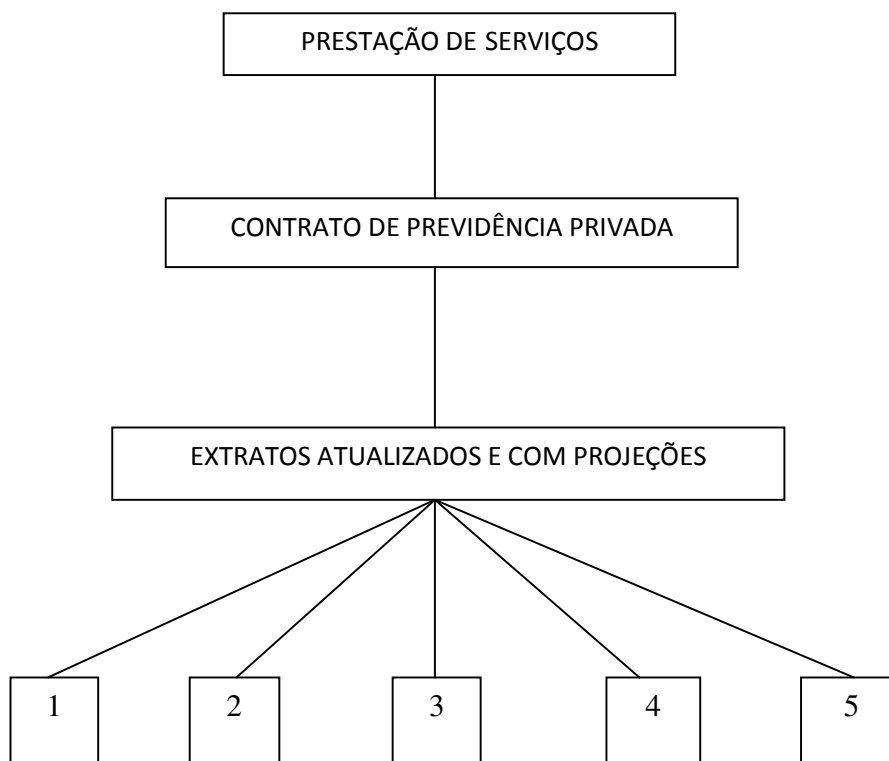 PRESTAÇÃO DE SERVIÇOS
CONTRATO DE PREVIDÊNCIA PRIVADA
EXTRATOS ATUALIZADOS E COM PROJEÇÕES
1 2 3 4 5